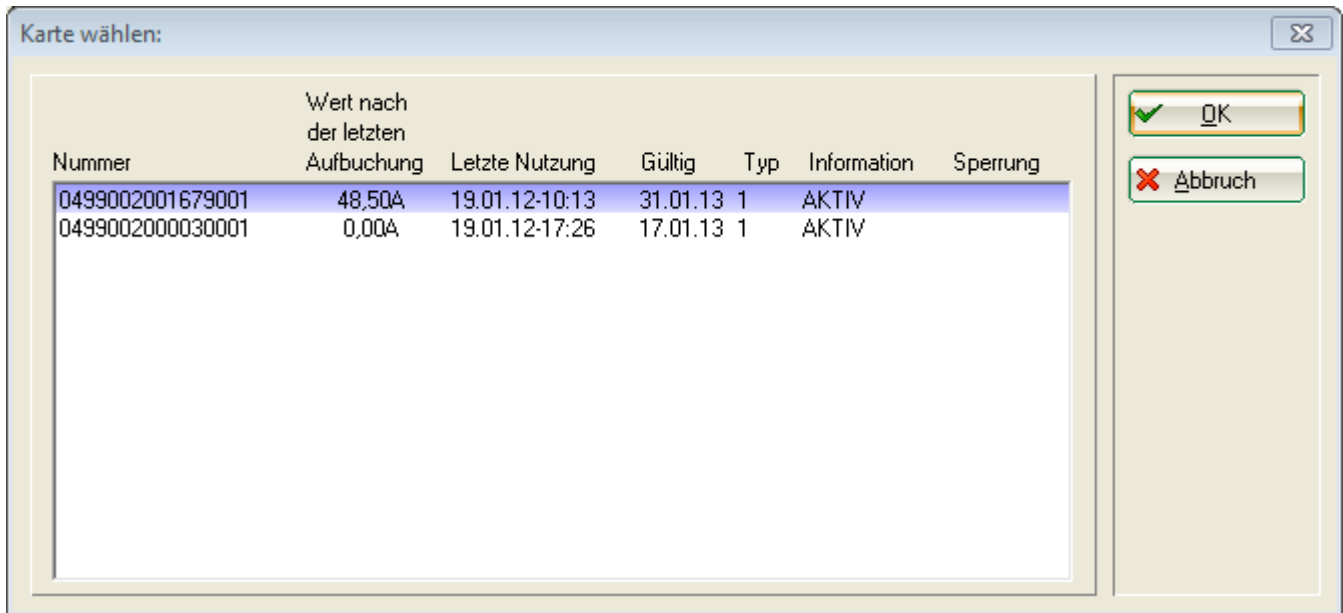 Karte wählen:
Wert nach
der letzten
Nummer Aufbuchung Letzte Nutzung Gültig Typ Information Sperrung
04990020016790​01 48,50A 19.01.12-10:13 31.01.13 1 AKTIV
0499002000030001 0,00A 19.01.12-17:26 17.01.13 1 AKTIV
OK
Abbruch